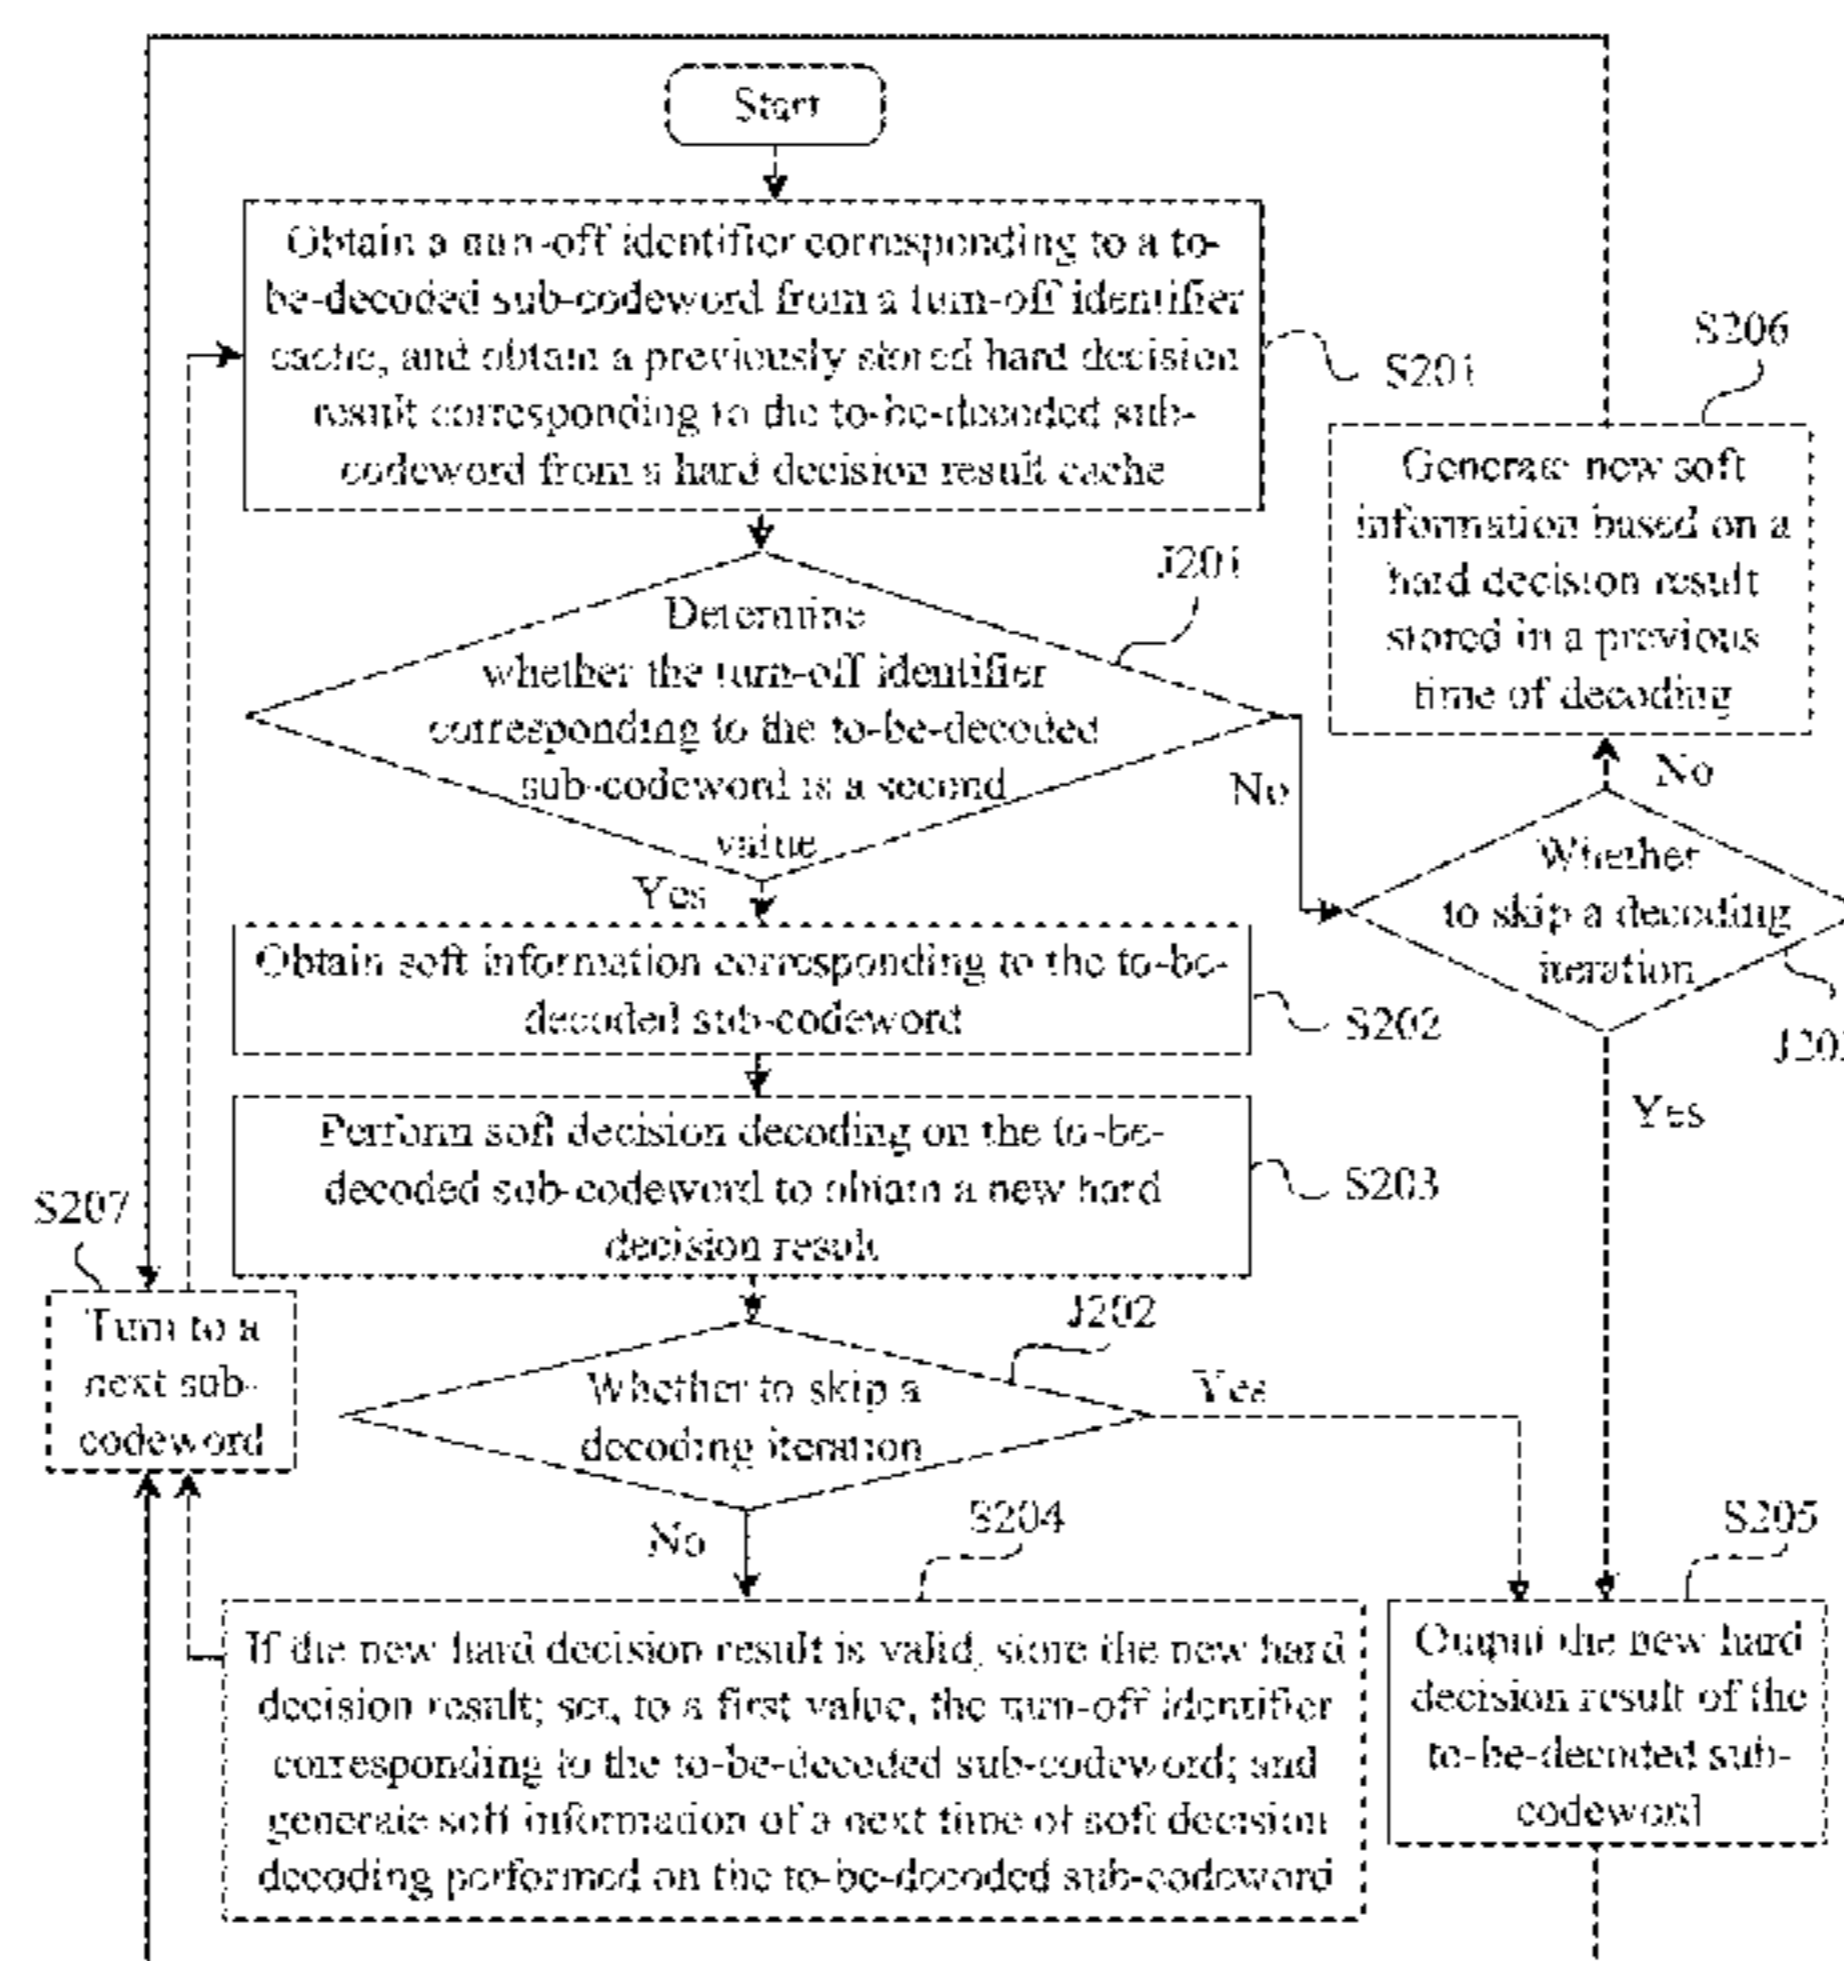 Start
Obtain a turn-off identifier corresponding to a to-
be-decoded sub-codeword from a turn-off identifier
cache, and obtain a previously stored hard decision
result corresponding to the to-be-decoded sub-
codeword from a hard decision result cache
S201
S206
Generate new soft
information based on a
hard decision result
stored in a previous
time of decoding
J201
Determine
whether the turn-off identifier
corresponding to the to-be-decoded
sub-codeword is a second
value
No
No
Yes
Whether
to skip a decoding
iteration
Obtain soft information corresponding to the to-be-
decoded sub-codeword
S202
Yes
Perform soft decision decoding on the to-be-
decoded sub-codeword to obtain a new hard
decision result
S203
S207
Turn to a
next sub-
codeword
J202
Whether to skip a
decoding iteration
Yes
No
S204
S205
If the new hard decision result is valid, store the new hard
decision result; set, to a first value, the turn-off identifier
corresponding to the to-be-decoded sub-codeword; and
generate soft information of a next time of soft decision
decoding performed on the to-be-decoded sub-codeword
Output the new hard
decision result of the
to-be-decoded sub-
codeword